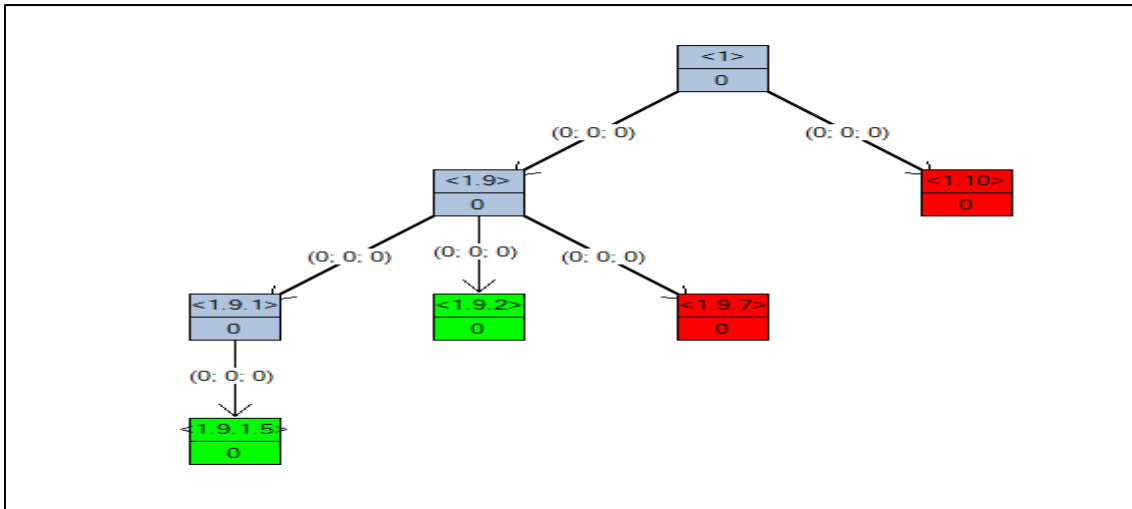 <1>
0
(0; 0; 0)
(0; 0; 0)
<1.9>
0
<1.10>
0
(0; 0; 0)
(0; 0; 0)
(0; 0; 0)
<1.9.1>
0
<1.9.2>
0
<1.9.7>
0
(0; 0; 0)
<1.9.1.5>
0